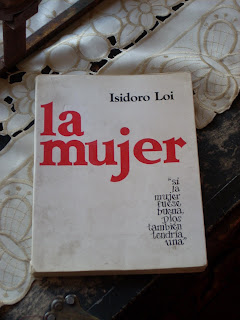 Isidoro Loi
la
mujer
"si
la
mujer
fuese
buena,
Dios
también
tendría
una"